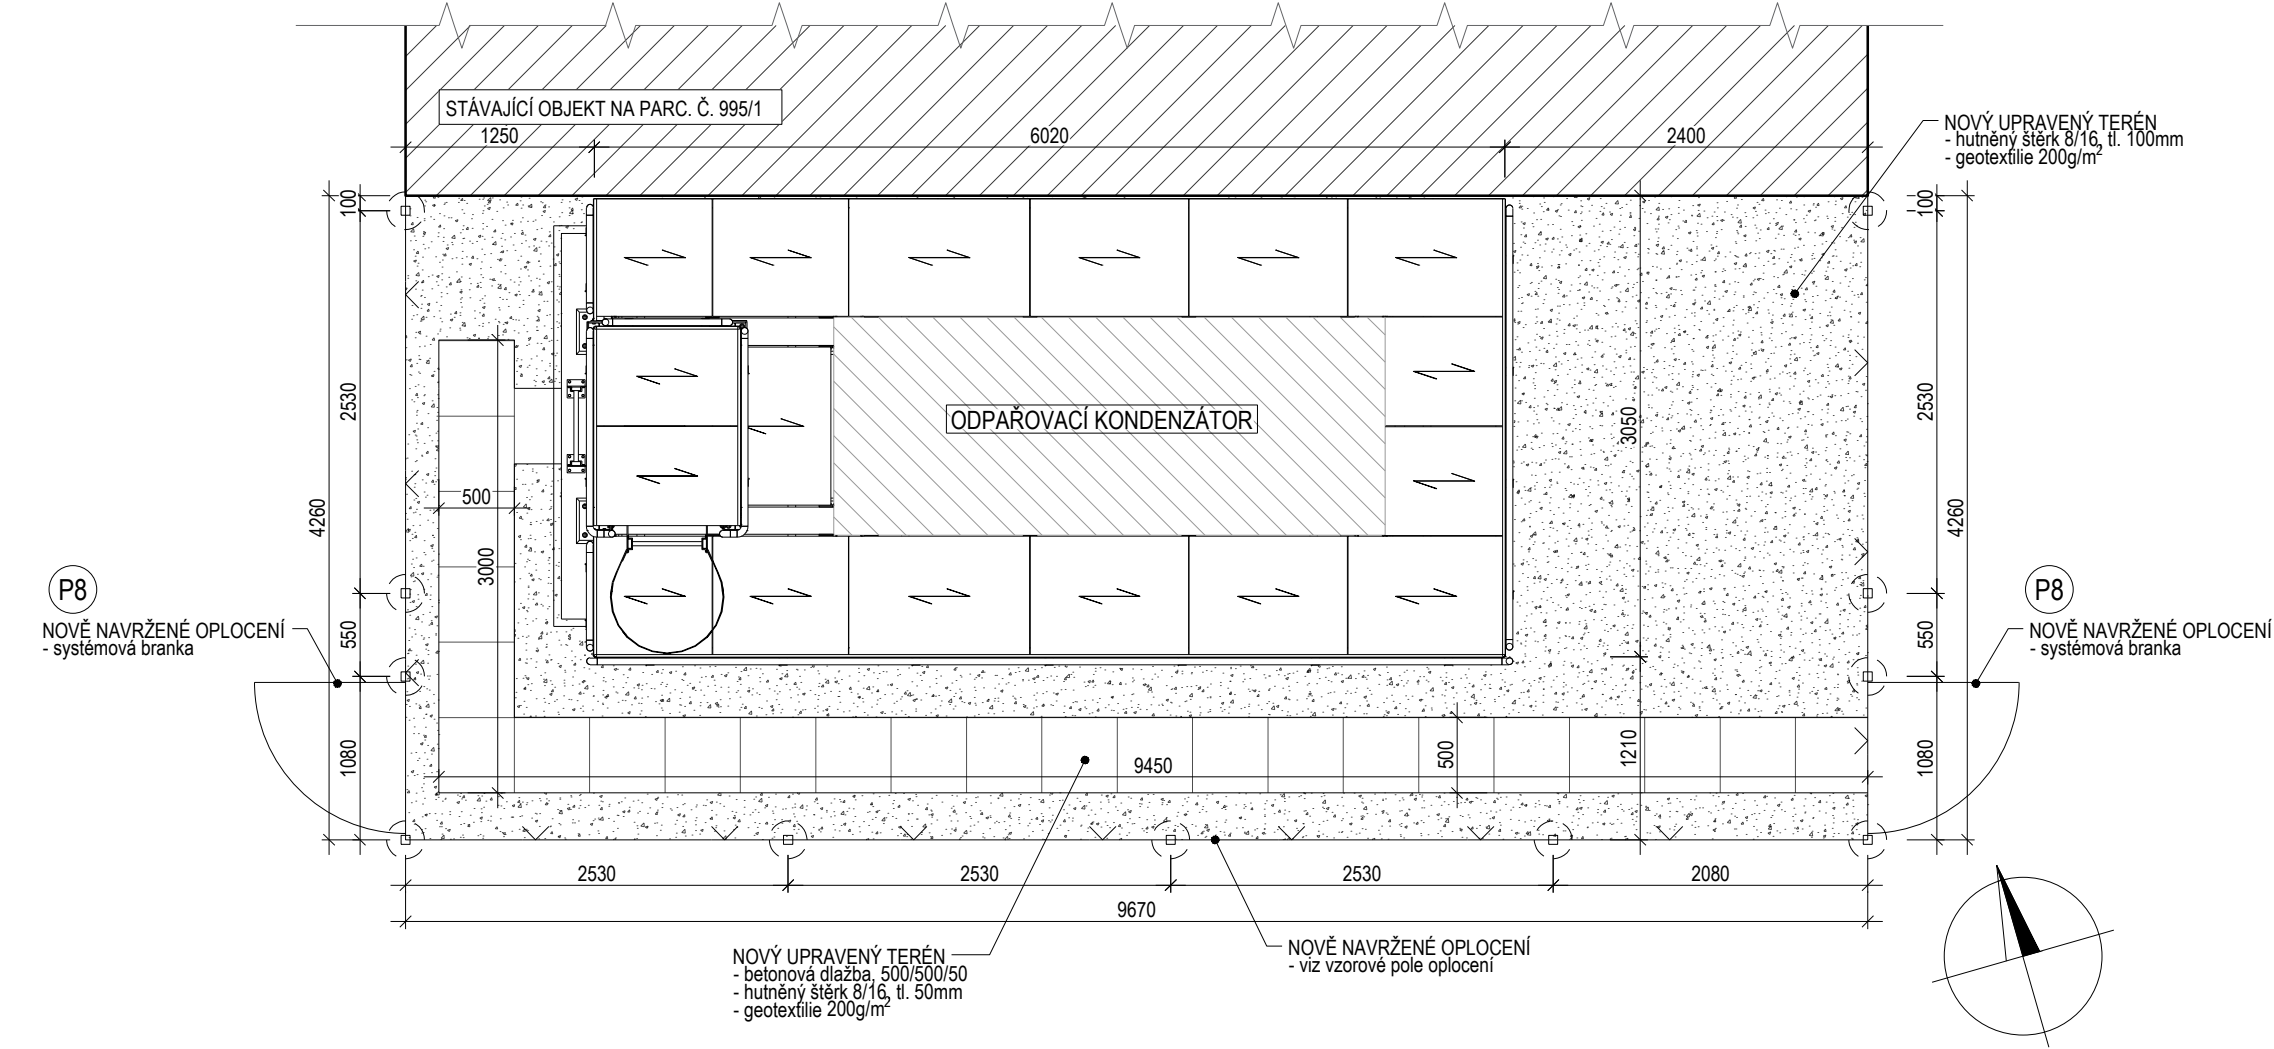 STÁVAJÍCÍ OBJEKT NA PARC. Č. 995/1
1250
6020
2400
NOVÝ UPRAVENÝ TERÉN
- hutněný štěrk 8/16, tl. 100mm
- geotextilie 200g/m²
100
100
2530
2530
4260
4260
ODPAŘOVACÍ KONDENZÁTOR
3050
500
3000
P8
NOVĚ NAVRŽENÉ OPLOCENÍ
- systémová branka
550
P8
NOVĚ NAVRŽENÉ OPLOCENÍ
- systémová branka
550
1080
9450
500
1210
1080
2530
2530
2530
2080
9670
NOVÝ UPRAVENÝ TERÉN
- betonová dlažba, 500/500/50
- hutněný štěrk 8/16, tl. 50mm
- geotextilie 200g/m²
NOVĚ NAVRŽENÉ OPLOCENÍ
- viz vzorové pole oplocení